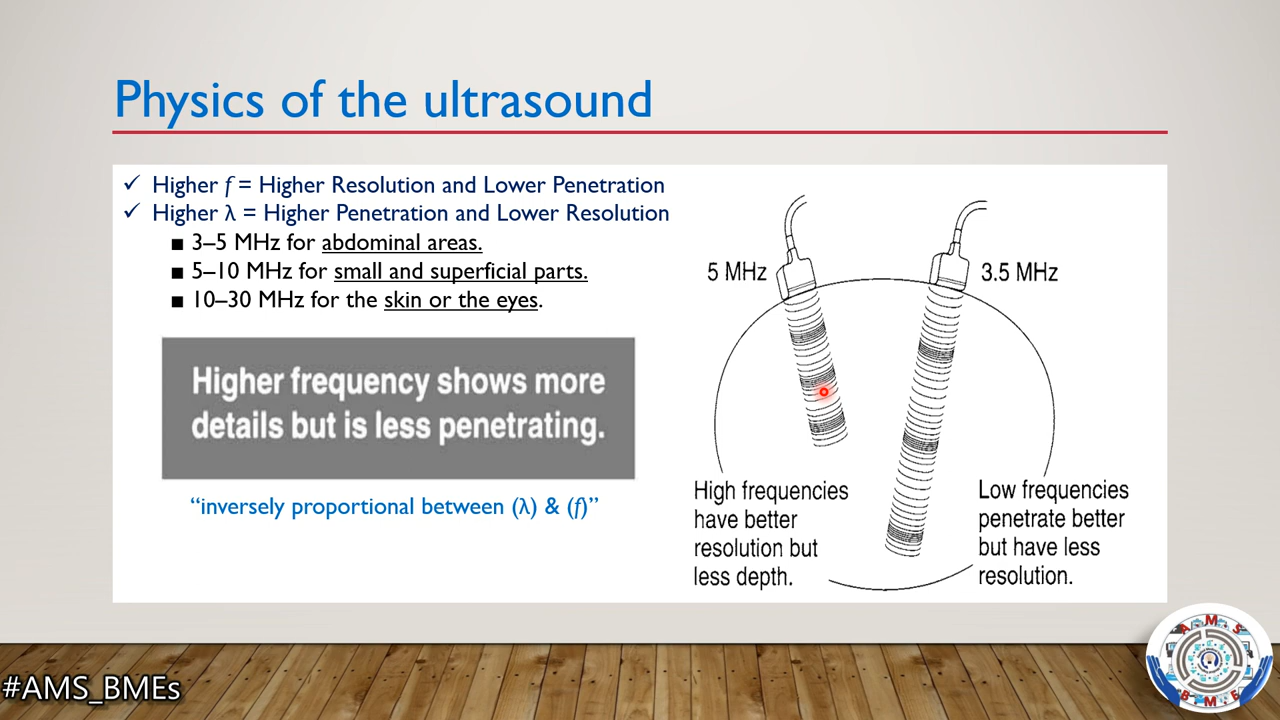 Physics of the ultrasound
✓ Higher f = Higher Resolution and Lower Penetration
✓ Higher λ = Higher Penetration and Lower Resolution
■ 3–5 MHz for abdominal areas.
■ 5–10 MHz for small and superficial parts.
■ 10–30 MHz for the skin or the eyes.
Higher frequency shows more
details but is less penetrating.
“inversely proportional between (λ) & (f)”
5 MHz
3.5 MHz
High frequencies
have better
resolution but
less depth.
Low frequencies
penetrate better
but have less
resolution.
#AMS_BMEs
AMS
BME